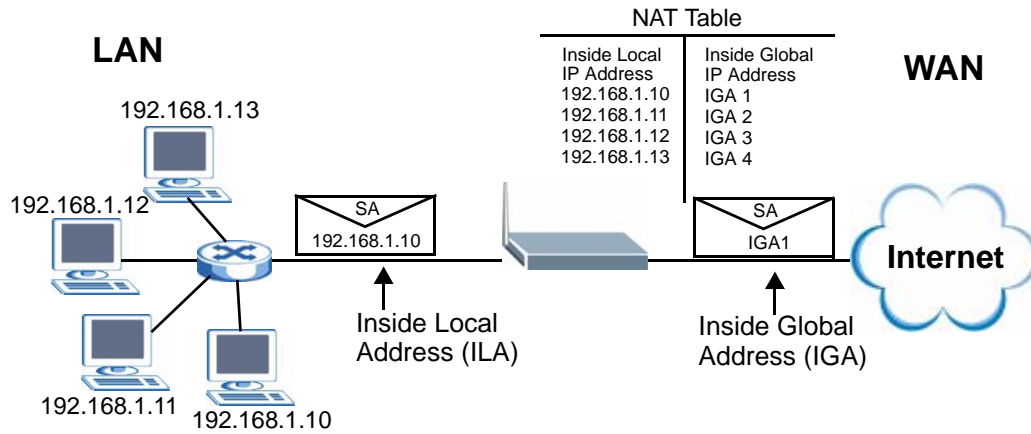 NAT Table
LAN
WAN
Inside Local
IP Address
192.168.1.10
192.168.1.11
192.168.1.12
192.168.1.13
Inside Global
IP Address
IGA 1
IGA 2
IGA 3
IGA 4
192.168.1.13
192.168.1.12
192.168.1.11
192.168.1.10
SA
192.168.1.10
Inside Local
Address (ILA)
SA
IGA1
Inside Global
Address (IGA)
Internet